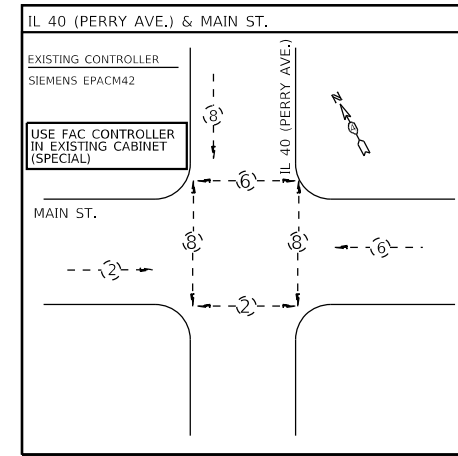 IL 40 (PERRY AVE.) & MAIN ST.
EXISTING CONTROLLER
SIEMENS EPACM42
USE FAC CONTROLLER
IN EXISTING CABINET
(SPECIAL)
IL 40 (PERRY AVE.)
N
8
6
MAIN ST.
8
8
2
6
2